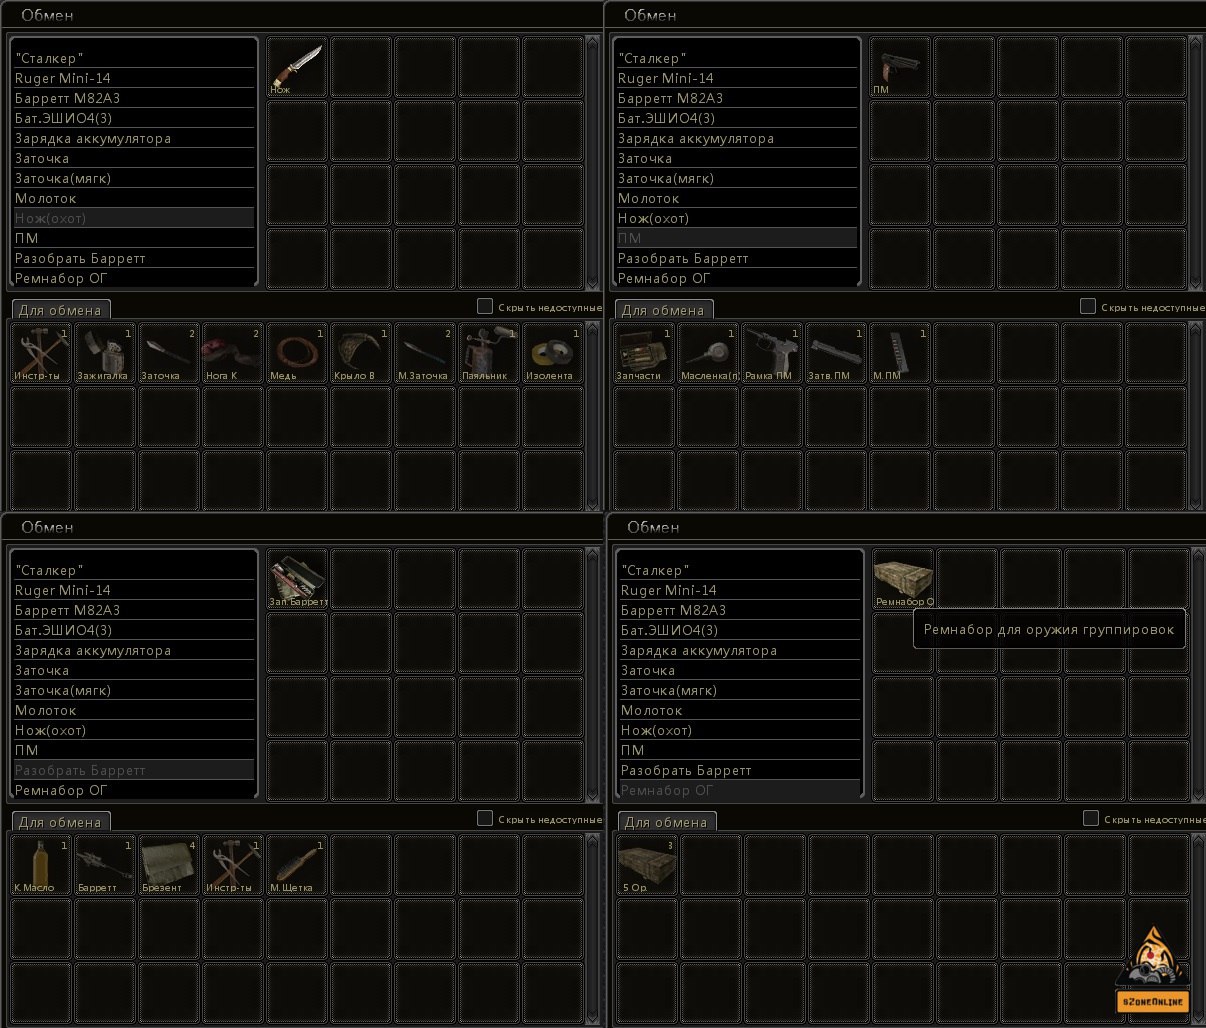 Обмен
"Сталкер"
Ruger Mini-14
Барретт М82А3
Бат.ЭШИО4(3)
Зарядка аккумулятора
Заточка
Заточка(мягк)
Молоток
Нож(охот)
ПМ
Разобрать Барретт
Ремнабор ОГ
Нож
Для обмена
Скрыть недоступные
1 1 2 2 1 1 2 1 1
Инстр-ты Зажигалка Заточка Нога К Медь Крыло В М.Заточка Паяльник Изолента
Обмен
"Сталкер"
Ruger Mini-14
Барретт М82А3
Бат.ЭШИО4(3)
Зарядка аккумулятора
Заточка
Заточка(мягк)
Молоток
Нож(охот)
ПМ
Разобрать Барретт
Ремнабор ОГ
ПМ
Для обмена
Скрыть недоступные
1 1 1 1 1
Запчасти Масленка(п) Рамка ПМ Затв.ПМ М.ПМ
Обмен
"Сталкер"
Ruger Mini-14
Барретт М82А3
Бат.ЭШИО4(3)
Зарядка аккумулятора
Заточка
Заточка(мягк)
Молоток
Нож(охот)
ПМ
Разобрать Барретт
Ремнабор ОГ
Зап.Барретт
Для обмена
Скрыть недоступные
1 1 4 1 1
К.Масло Барретт Брезент Инстр-ты М.Щетка
Обмен
"Сталкер"
Ruger Mini-14
Барретт М82А3
Бат.ЭШИО4(3)
Зарядка аккумулятора
Заточка
Заточка(мягк)
Молоток
Нож(охот)
ПМ
Разобрать Барретт
Ремнабор ОГ
Ремнабор О
Ремнабор для оружия группировок
Для обмена
Скрыть недоступные
3
5 Ор.
sZoneOnline